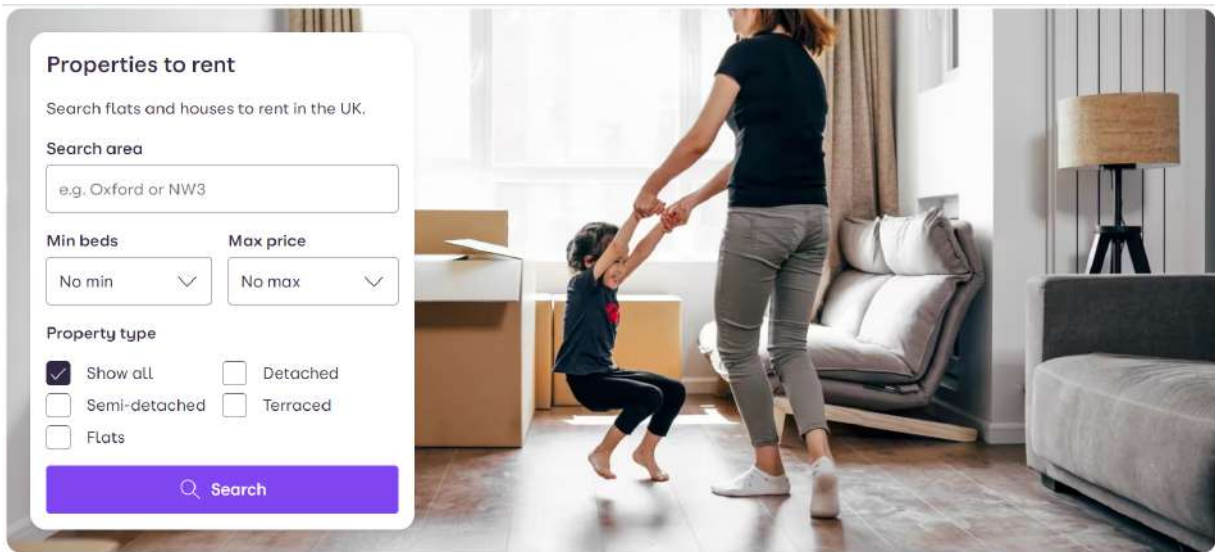 Properties to rent
Search flats and houses to rent in the UK.
Search area
e.g. Oxford or NW3
Min beds Max price
No min No max
Property type
Show all Detached
Semi-detached Terraced
Flats
Search